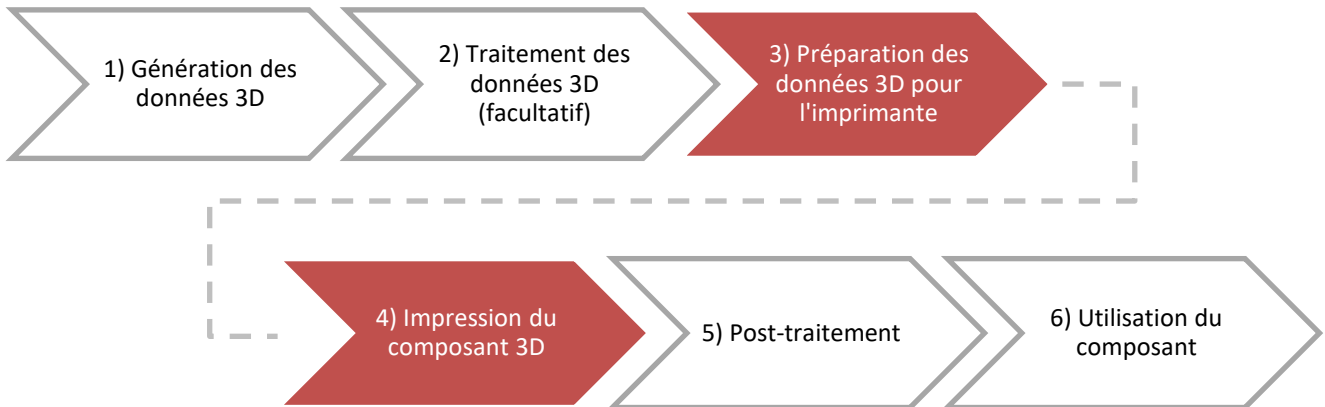 1) Génération des
données 3D
2) Traitement des
données 3D
(facultatif)
3) Préparation des
données 3D pour
l'imprimante
4) Impression du
composant 3D
5) Post-traitement
6) Utilisation du
composant